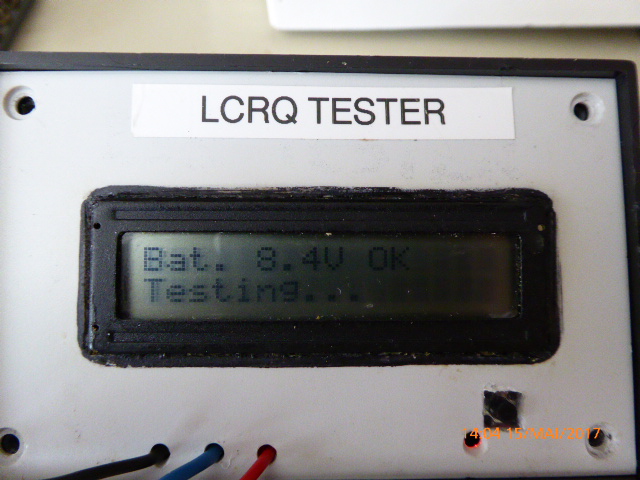 LCRQ TESTER
Bat. 8.4V OK
Testing...
14:04 15/MAI/2017